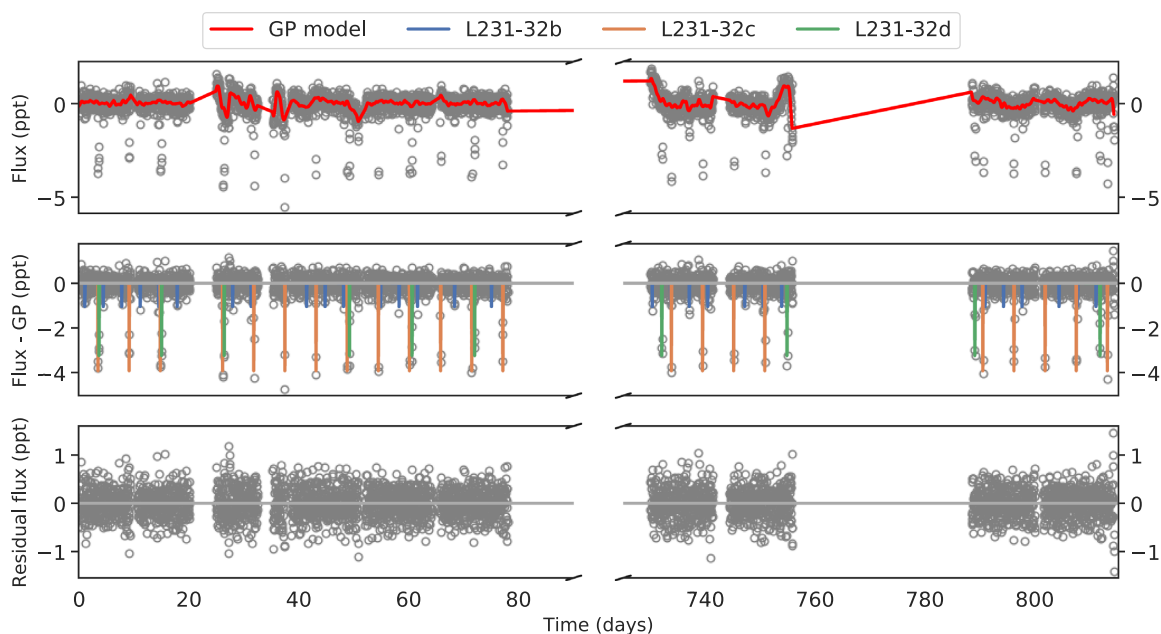 GP model L231-32b L231-32c L231-32d
Flux (ppt)
0
−5
0
−5
Flux - GP (ppt)
0
−2
−4
0
−2
−4
Residual flux (ppt)
1
0
−1
1
0
−1
0 20 40 60 80 740 760 780 800
Time (days)